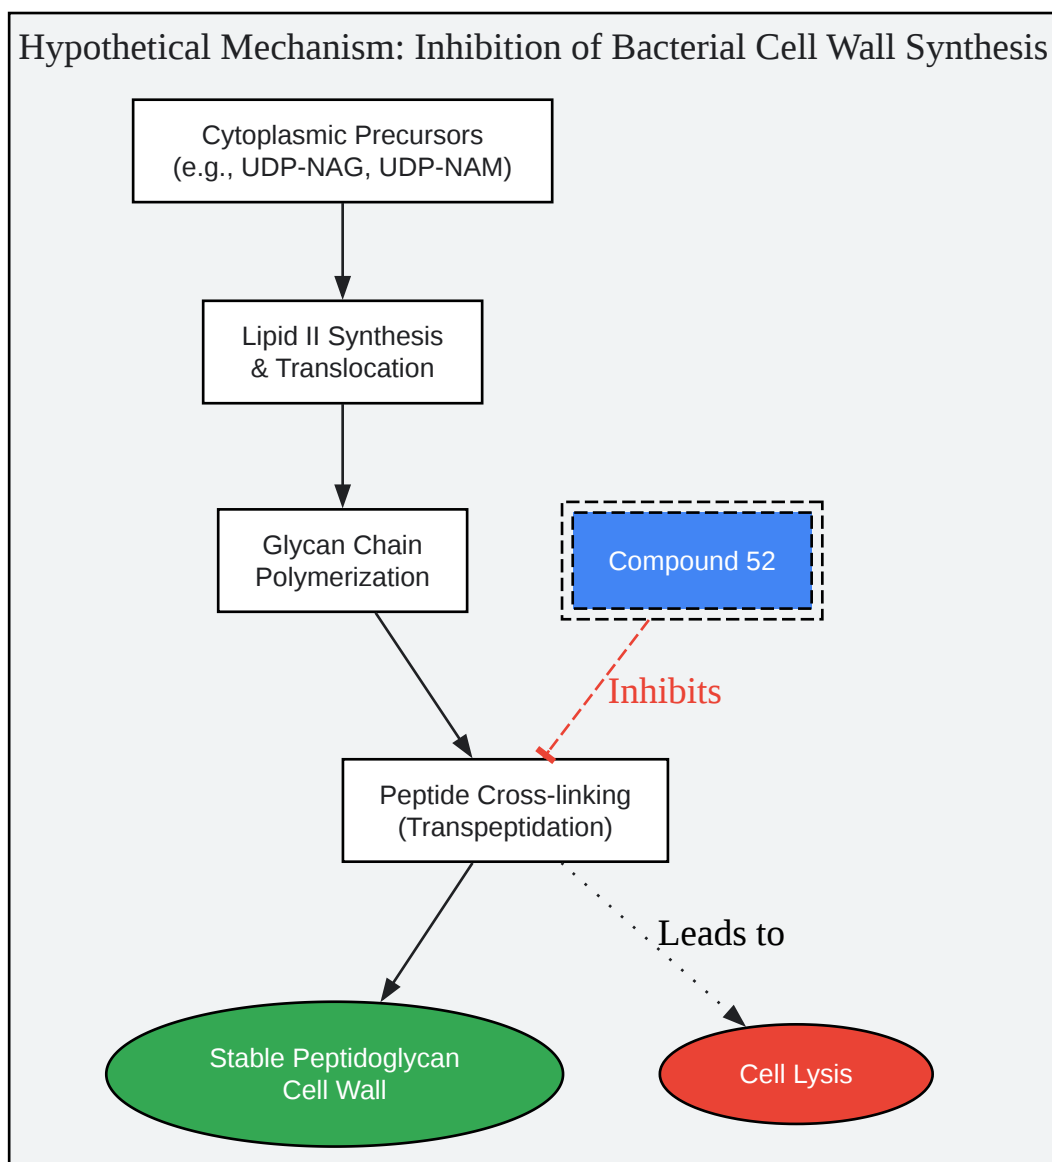 Hypothetical Mechanism: Inhibition of Bacterial Cell Wall Synthesis
Cytoplasmic Precursors
(e.g., UDP-NAG, UDP-NAM)
Lipid II Synthesis
& Translocation
Glycan Chain
Polymerization
Compound 52
Inhibits
Peptide Cross-linking
(Transpeptidation)
Leads to
Stable Peptidoglycan
Cell Wall
Cell Lysis